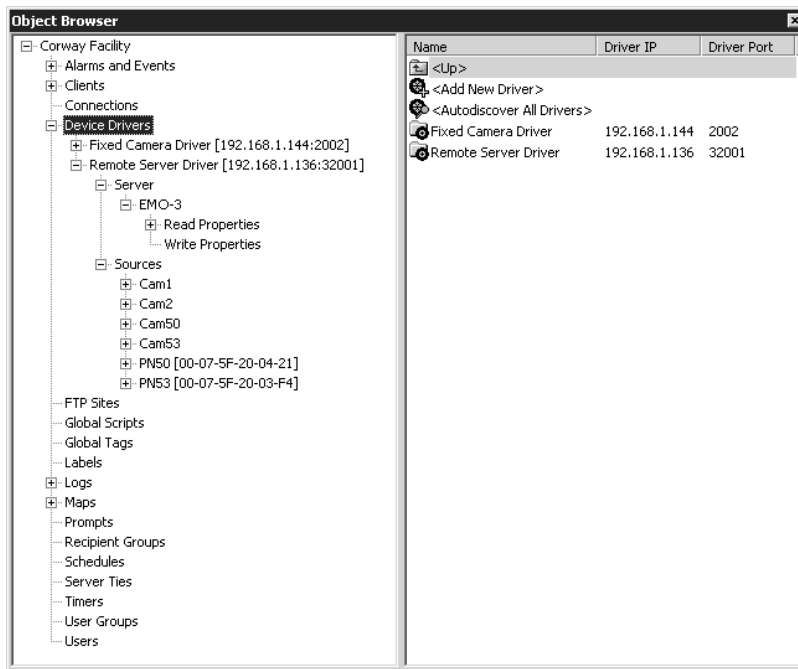 Object Browser
Corway Facility
Alarms and Events
Clients
Connections
Device Drivers
Fixed Camera Driver [192.168.1.144:2002]
Remote Server Driver [192.168.1.136:32001]
Server
EMO-3
Read Properties
Write Properties
Sources
Cam1
Cam2
Cam50
Cam53
PN50 [00-07-5F-20-04-21]
PN53 [00-07-5F-20-03-F4]
FTP Sites
Global Scripts
Global Tags
Labels
Logs
Maps
Prompts
Recipient Groups
Schedules
Server Ties
Timers
User Groups
Users
Name Driver IP Driver Port
<Up>
<Add New Driver>
<Autodiscover All Drivers>
Fixed Camera Driver 192.168.1.144 2002
Remote Server Driver 192.168.1.136 32001